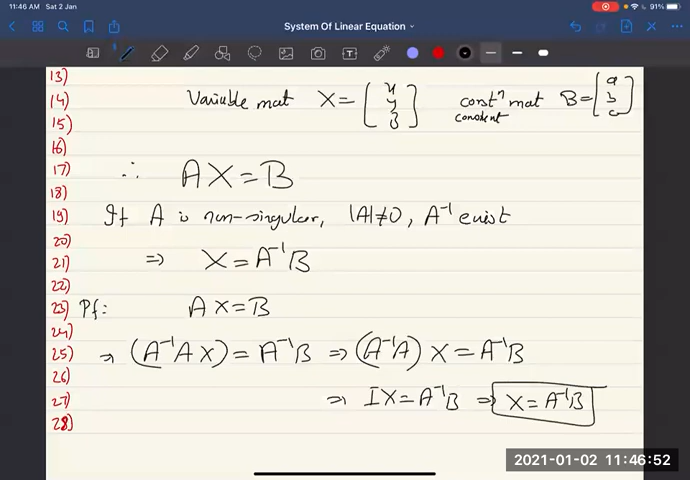 11:46 AM Sat 2 Jan
91%
System Of Linear Equation
13)
14) Variable mat X = [x y z] constⁿ mat B = [a b c]
15) constent
16)
17) ∴ AX = B
18)
19) If A is non-singular, |A|≠0, A⁻¹ exist
20)
21) ⇒ X = A⁻¹B
22)
23) Pf: AX = B
24)
25) ⇒ (A⁻¹AX) = A⁻¹B ⇒ (A⁻¹A) X = A⁻¹B
26)
27) ⇒ IX = A⁻¹B ⇒ X = A⁻¹B
28)
2021-01-02 11:46:52